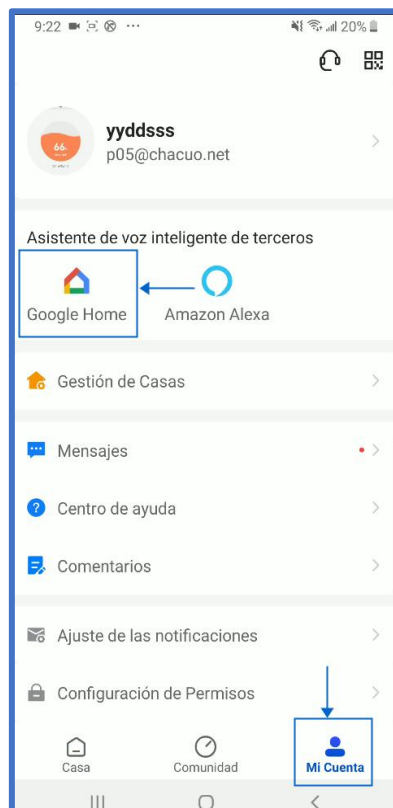 9:22 ... 20%
66.
yyddsss
p05@chacuo.net
Asistente de voz inteligente de terceros
Google Home
Amazon Alexa
Gestión de Casas
Mensajes
Centro de ayuda
Comentarios
Ajuste de las notificaciones
Configuración de Permisos
Casa
Comunidad
Mi Cuenta